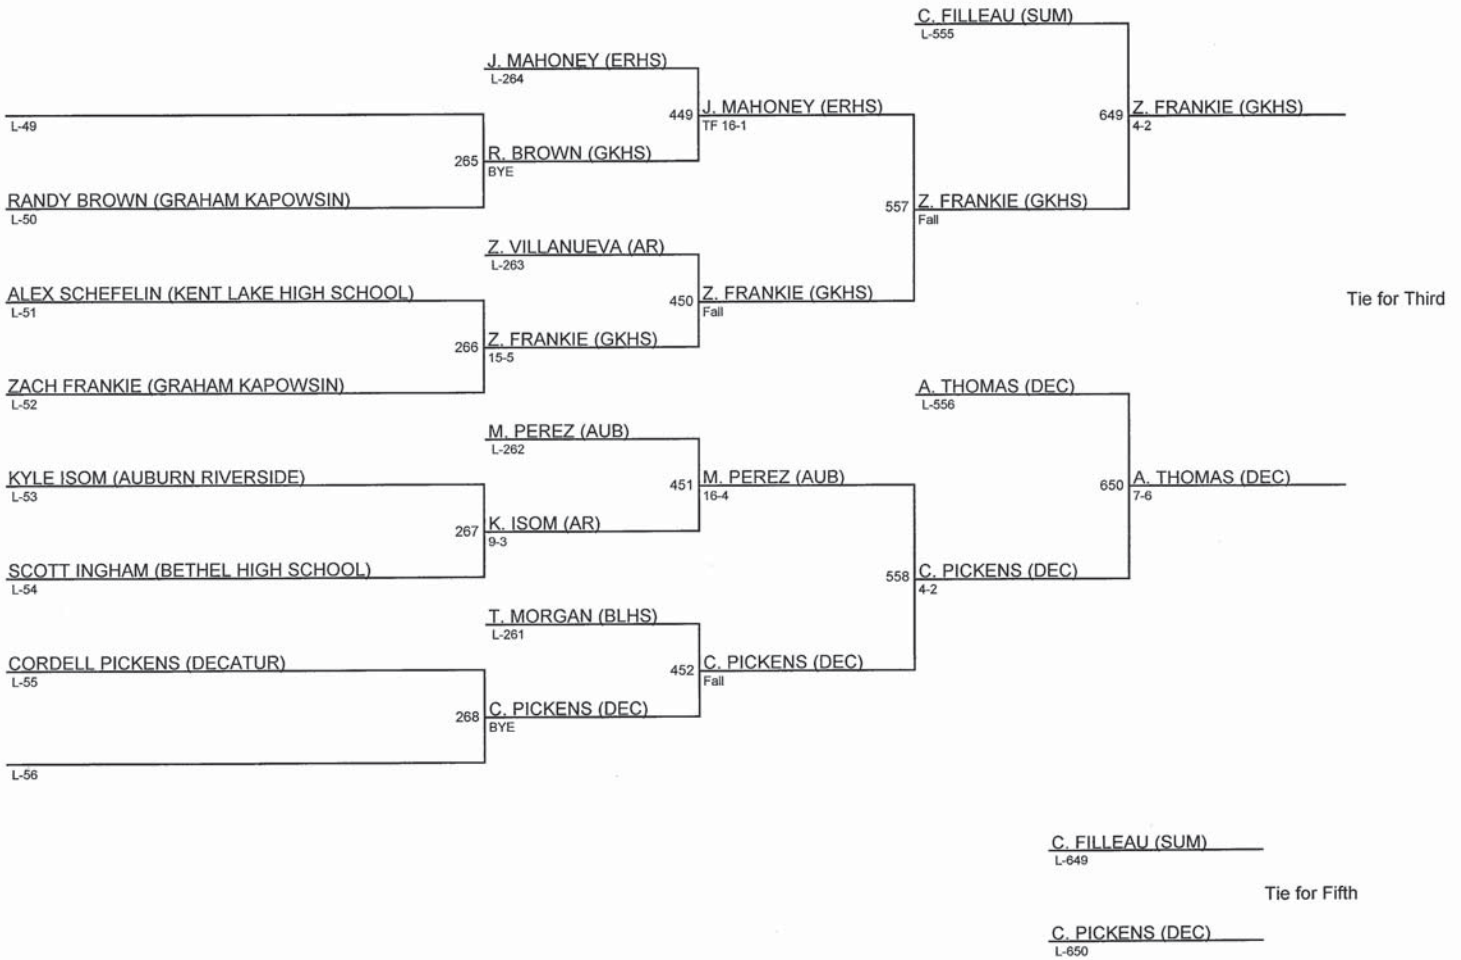 C. FILLEAU (SUM)
L-555
J. MAHONEY (ERHS)
L-264
449 J. MAHONEY (ERHS)
TF 16-1
649 Z. FRANKIE (GKHS)
4-2
L-49
265 R. BROWN (GKHS)
BYE
RANDY BROWN (GRAHAM KAPOWSIN)
L-50
557 Z. FRANKIE (GKHS)
Fall
Z. VILLANUEVA (AR)
L-263
ALEX SCHEFELIN (KENT LAKE HIGH SCHOOL)
L-51
450 Z. FRANKIE (GKHS)
Fall
Tie for Third
266 Z. FRANKIE (GKHS)
15-5
ZACH FRANKIE (GRAHAM KAPOWSIN)
L-52
A. THOMAS (DEC)
L-556
M. PEREZ (AUB)
L-262
KYLE ISOM (AUBURN RIVERSIDE)
L-53
451 M. PEREZ (AUB)
16-4
650 A. THOMAS (DEC)
7-6
267 K. ISOM (AR)
9-3
SCOTT INGHAM (BETHEL HIGH SCHOOL)
L-54
558 C. PICKENS (DEC)
4-2
T. MORGAN (BLHS)
L-261
CORDELL PICKENS (DECATUR)
L-55
452 C. PICKENS (DEC)
Fall
268 C. PICKENS (DEC)
BYE
L-56
C. FILLEAU (SUM)
L-649
Tie for Fifth
C. PICKENS (DEC)
L-650